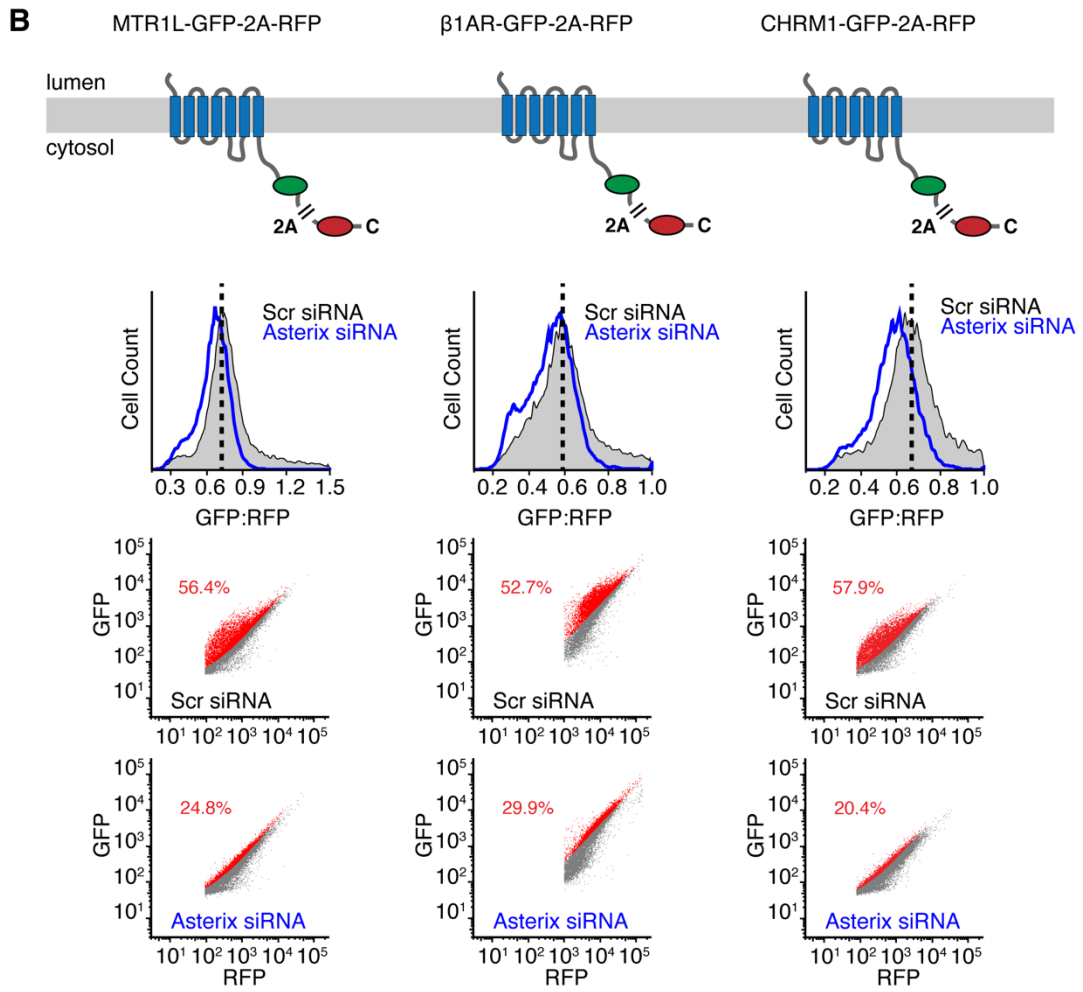 B
MTR1L-GFP-2A-RFP
β1AR-GFP-2A-RFP
CHRM1-GFP-2A-RFP
lumen
cytosol
2A
C
2A
C
2A
C
Cell Count
Scr siRNA
Asterix siRNA
0.3 0.6 0.9 1.2 1.5
GFP:RFP
Cell Count
Scr siRNA
Asterix siRNA
0.2 0.4 0.6 0.8 1.0
GFP:RFP
Cell Count
Scr siRNA
Asterix siRNA
0.2 0.4 0.6 0.8 1.0
GFP:RFP
GFP
10⁵
10⁴
10³
10²
10¹
56.4%
Scr siRNA
10¹ 10² 10³ 10⁴ 10⁵
GFP
10⁵
10⁴
10³
10²
10¹
52.7%
Scr siRNA
10¹ 10² 10³ 10⁴ 10⁵
GFP
10⁵
10⁴
10³
10²
10¹
57.9%
Scr siRNA
10¹ 10² 10³ 10⁴ 10⁵
GFP
10⁵
10⁴
10³
10²
10¹
24.8%
Asterix siRNA
10¹ 10² 10³ 10⁴ 10⁵
RFP
GFP
10⁵
10⁴
10³
10²
10¹
29.9%
Asterix siRNA
10¹ 10² 10³ 10⁴ 10⁵
RFP
GFP
10⁵
10⁴
10³
10²
10¹
20.4%
Asterix siRNA
10¹ 10² 10³ 10⁴ 10⁵
RFP